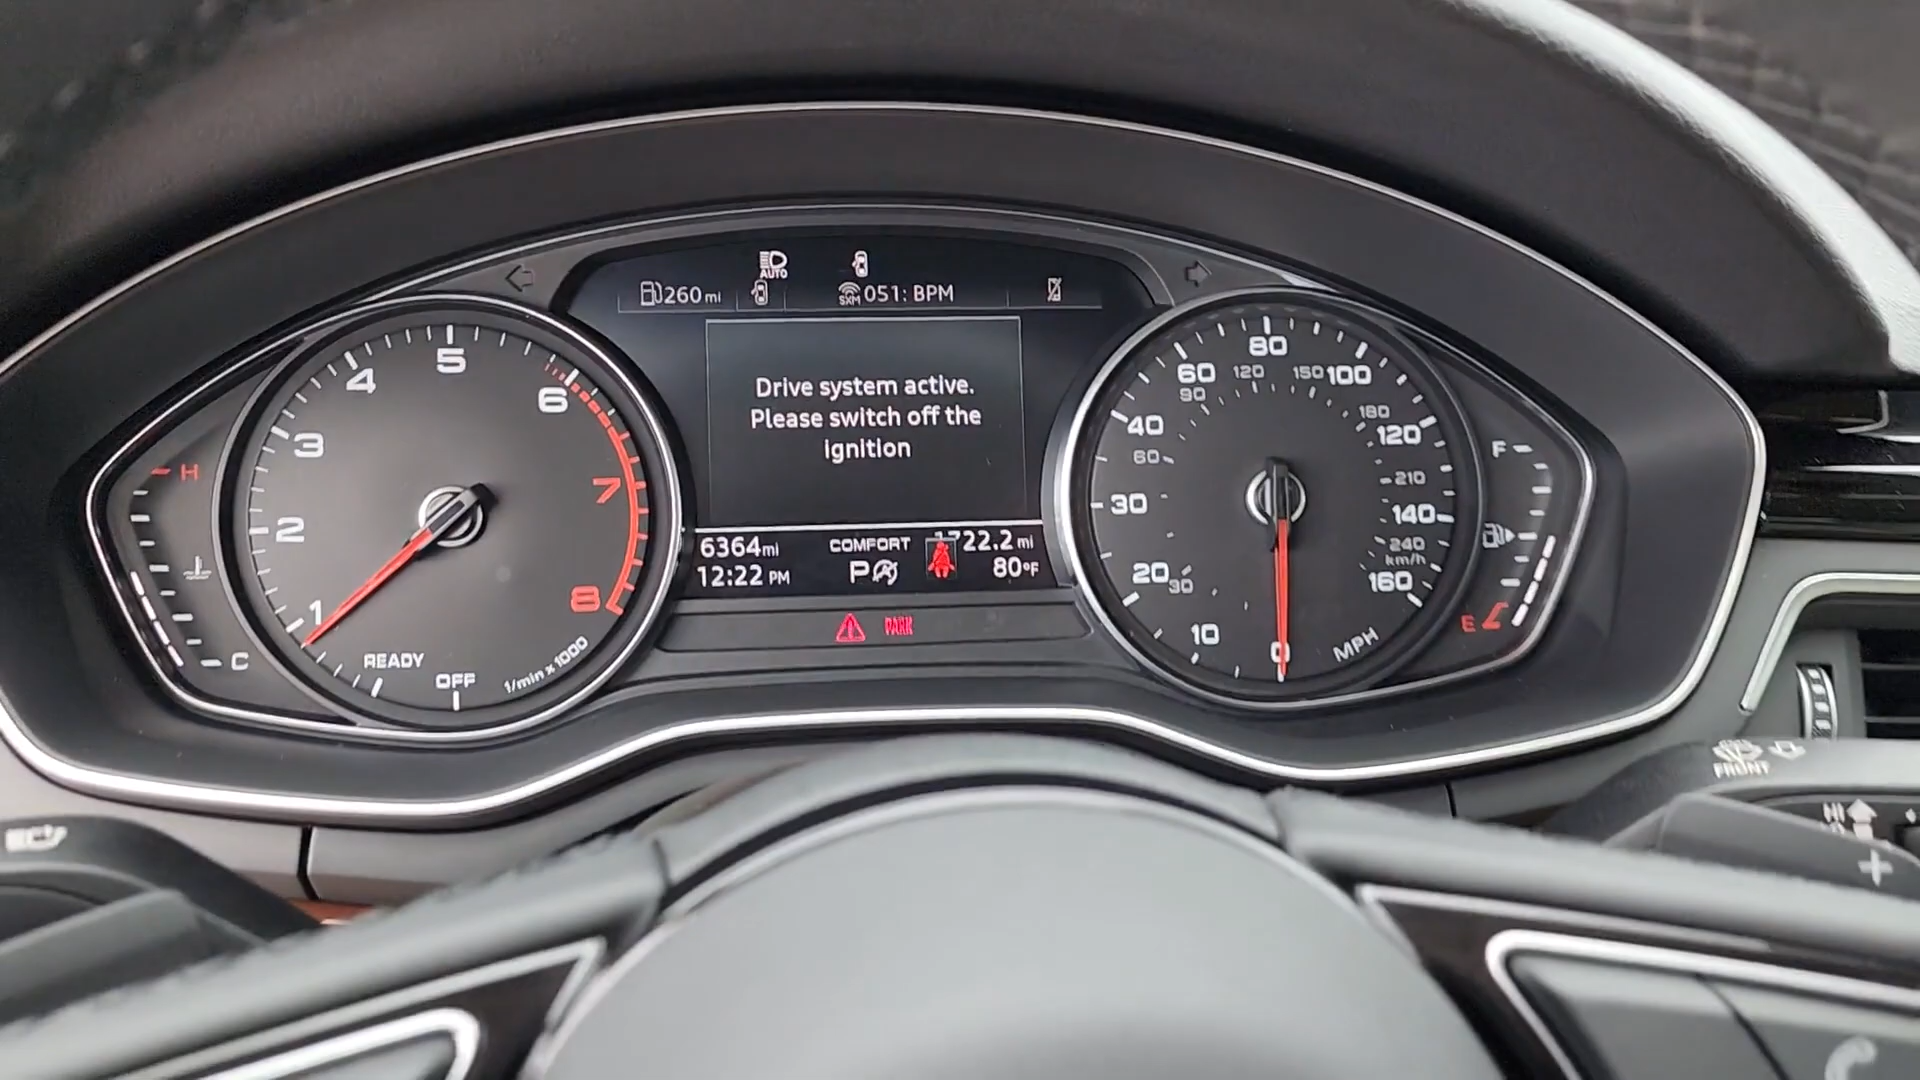 AUTO
260 mi
SXM 051: BPM
Drive system active.
Please switch off the
ignition
6364 mi
COMFORT
722.2 mi
12:22 PM
P
80°F
PARK
H
C
1
2
3
4
5
6
7
8
READY
OFF
1/min x 1000
0
10
20
30
40
60
80
100
120
140
160
30
60
90
120
150
180
210
240
km/h
MPH
F
E
FRONT
+